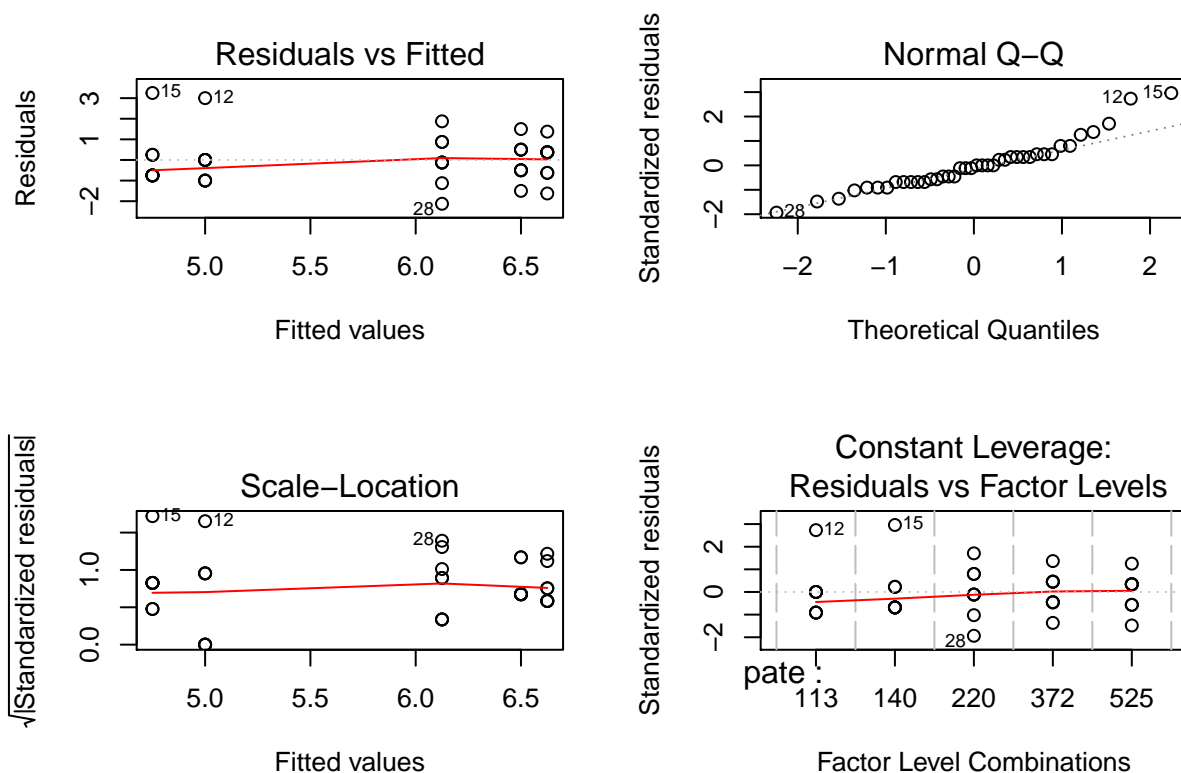 Residuals vs Fitted
Residuals
3
1
−2
15
12
28
5.0 5.5 6.0 6.5
Fitted values
Normal Q−Q
Standardized residuals
2
0
−2
12
15
28
−2 −1 0 1 2
Theoretical Quantiles
Scale−Location
√|Standardized residuals|
1.0
0.0
15
12
28
5.0 5.5 6.0 6.5
Fitted values
Constant Leverage:
Residuals vs Factor Levels
Standardized residuals
2
0
−2
12
15
28
pate :
113 140 220 372 525
Factor Level Combinations